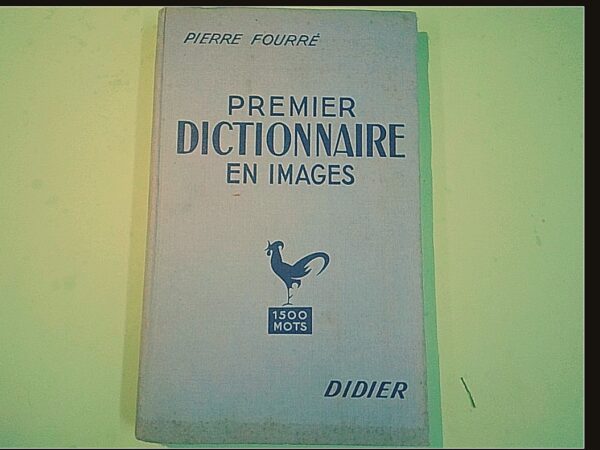 PIERRE FOURRÉ
PREMIER
DICTIONNAIRE
EN IMAGES
1500
MOTS
DIDIER